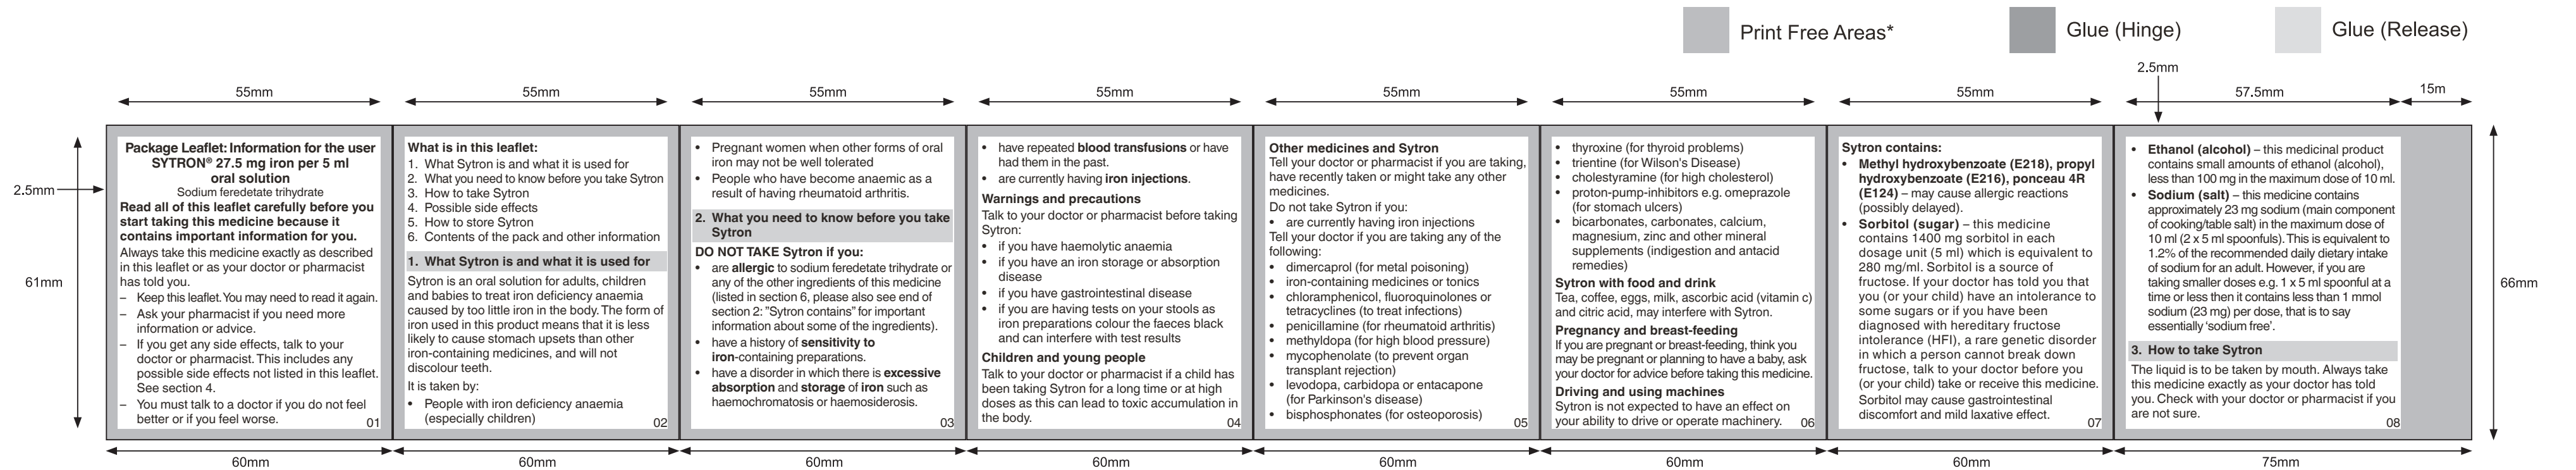 Print Free Areas*
Glue (Hinge)
Glue (Release)
2.5mm
55mm
55mm
55mm
55mm
55mm
55mm
55mm
57.5mm
15m
2.5mm
61mm
66mm
Package Leaflet: Information for the user
SYTRON® 27.5 mg iron per 5 ml
oral solution
Sodium feredetate trihydrate
Read all of this leaflet carefully before you
start taking this medicine because it
contains important information for you.
Always take this medicine exactly as described
in this leaflet or as your doctor or pharmacist
has told you.
– Keep this leaflet. You may need to read it again.
– Ask your pharmacist if you need more
information or advice.
– If you get any side effects, talk to your
doctor or pharmacist. This includes any
possible side effects not listed in this leaflet.
See section 4.
– You must talk to a doctor if you do not feel
better or if you feel worse.
01
What is in this leaflet:
1. What Sytron is and what it is used for
2. What you need to know before you take Sytron
3. How to take Sytron
4. Possible side effects
5. How to store Sytron
6. Contents of the pack and other information
1. What Sytron is and what it is used for
Sytron is an oral solution for adults, children
and babies to treat iron deficiency anaemia
caused by too little iron in the body. The form of
iron used in this product means that it is less
likely to cause stomach upsets than other
iron-containing medicines, and will not
discolour teeth.
It is taken by:
• People with iron deficiency anaemia
(especially children)
02
• Pregnant women when other forms of oral
iron may not be well tolerated
• People who have become anaemic as a
result of having rheumatoid arthritis.
2. What you need to know before you take
Sytron
DO NOT TAKE Sytron if you:
• are allergic to sodium feredetate trihydrate or
any of the other ingredients of this medicine
(listed in section 6, please also see end of
section 2: "Sytron contains" for important
information about some of the ingredients).
• have a history of sensitivity to
iron-containing preparations.
• have a disorder in which there is excessive
absorption and storage of iron such as
haemochromatosis or haemosiderosis.
03
• have repeated blood transfusions or have
had them in the past.
• are currently having iron injections.
Warnings and precautions
Talk to your doctor or pharmacist before taking
Sytron:
• if you have haemolytic anaemia
• if you have an iron storage or absorption
disease
• if you have gastrointestinal disease
• if you are having tests on your stools as
iron preparations colour the faeces black
and can interfere with test results
Children and young people
Talk to your doctor or pharmacist if a child has
been taking Sytron for a long time or at high
doses as this can lead to toxic accumulation in
the body.
04
Other medicines and Sytron
Tell your doctor or pharmacist if you are taking,
have recently taken or might take any other
medicines.
Do not take Sytron if you:
• are currently having iron injections
Tell your doctor if you are taking any of the
following:
• dimercaprol (for metal poisoning)
• iron-containing medicines or tonics
• chloramphenicol, fluoroquinolones or
tetracyclines (to treat infections)
• penicillamine (for rheumatoid arthritis)
• methyldopa (for high blood pressure)
• mycophenolate (to prevent organ
transplant rejection)
• levodopa, carbidopa or entacapone
(for Parkinson's disease)
• bisphosphonates (for osteoporosis)
05
• thyroxine (for thyroid problems)
• trientine (for Wilson's Disease)
• cholestyramine (for high cholesterol)
• proton-pump-inhibitors e.g. omeprazole
(for stomach ulcers)
• bicarbonates, carbonates, calcium,
magnesium, zinc and other mineral
supplements (indigestion and antacid
remedies)
Sytron with food and drink
Tea, coffee, eggs, milk, ascorbic acid (vitamin c)
and citric acid, may interfere with Sytron.
Pregnancy and breast-feeding
If you are pregnant or breast-feeding, think you
may be pregnant or planning to have a baby, ask
your doctor for advice before taking this medicine.
Driving and using machines
Sytron is not expected to have an effect on
your ability to drive or operate machinery.
06
Sytron contains:
• Methyl hydroxybenzoate (E218), propyl
hydroxybenzoate (E216), ponceau 4R
(E124) – may cause allergic reactions
(possibly delayed).
• Sorbitol (sugar) – this medicine
contains 1400 mg sorbitol in each
dosage unit (5 ml) which is equivalent to
280 mg/ml. Sorbitol is a source of
fructose. If your doctor has told you that
you (or your child) have an intolerance to
some sugars or if you have been
diagnosed with hereditary fructose
intolerance (HFI), a rare genetic disorder
in which a person cannot break down
fructose, talk to your doctor before you
(or your child) take or receive this medicine.
Sorbitol may cause gastrointestinal
discomfort and mild laxative effect.
07
• Ethanol (alcohol) – this medicinal product
contains small amounts of ethanol (alcohol),
less than 100 mg in the maximum dose of 10 ml.
• Sodium (salt) – this medicine contains
approximately 23 mg sodium (main component
of cooking/table salt) in the maximum dose of
10 ml (2 x 5 ml spoonfuls). This is equivalent to
1.2% of the recommended daily dietary intake
of sodium for an adult. However, if you are
taking smaller doses e.g. 1 x 5 ml spoonful at a
time or less then it contains less than 1 mmol
sodium (23 mg) per dose, that is to say
essentially ‘sodium free’.
3. How to take Sytron
The liquid is to be taken by mouth. Always take
this medicine exactly as your doctor has told
you. Check with your doctor or pharmacist if you
are not sure.
08
60mm
60mm
60mm
60mm
60mm
60mm
60mm
75mm